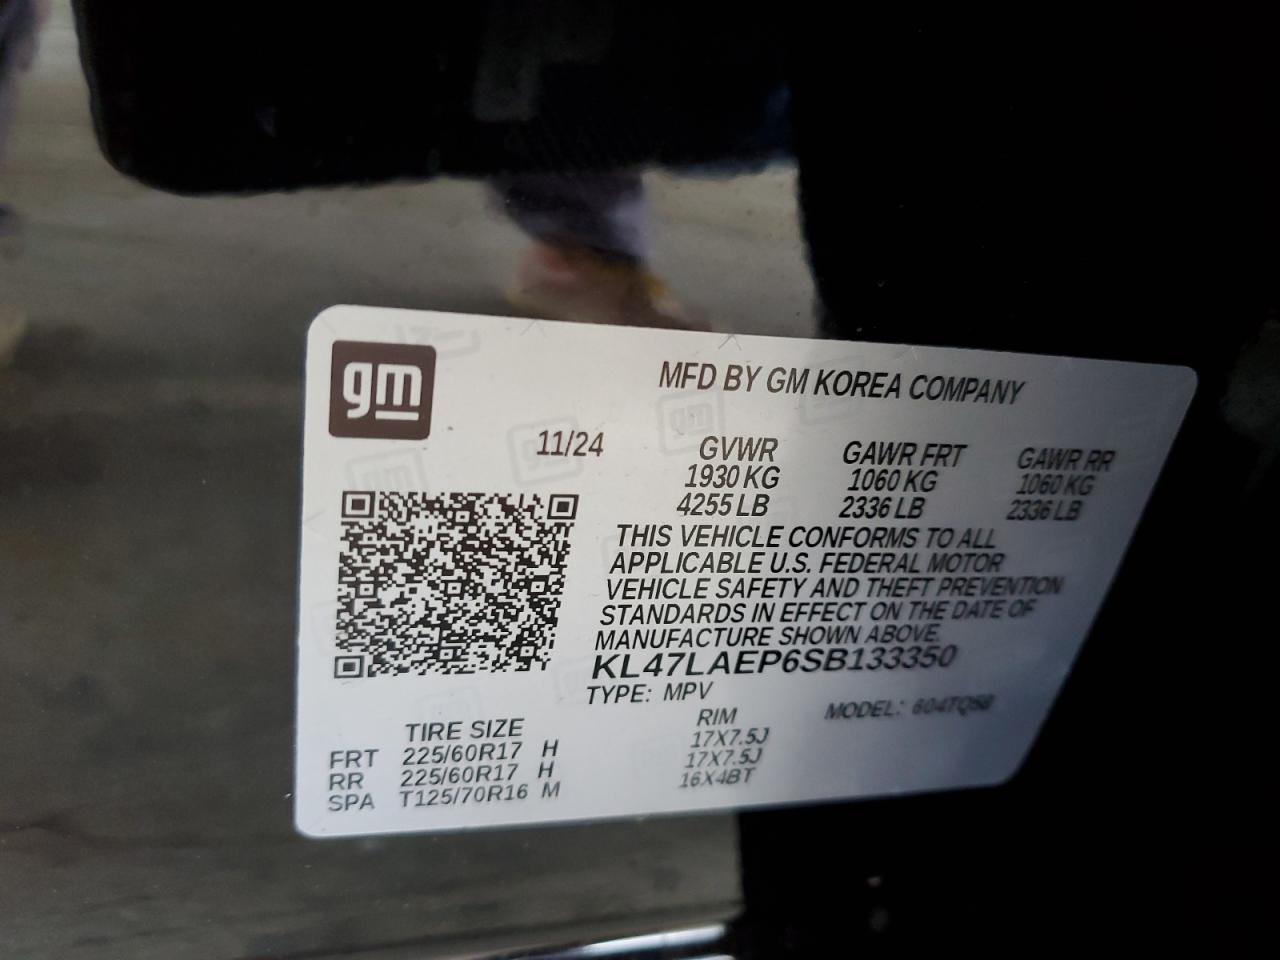 gm
MFD BY GM KOREA COMPANY
11/24
GVWR GAWR FRT GAWR RR
1930 KG 1060 KG 1060 KG
4255 LB 2336 LB 2336 LB
THIS VEHICLE CONFORMS TO ALL
APPLICABLE U.S. FEDERAL MOTOR
VEHICLE SAFETY AND THEFT PREVENTION
STANDARDS IN EFFECT ON THE DATE OF
MANUFACTURE SHOWN ABOVE.
KL47LAEP6SB133350
TYPE: MPV
MODEL:
TIRE SIZE RIM
FRT 225/60R17 H 17X7.5J
RR 225/60R17 H 17X7.5J
SPA T125/70R16 M 16X4BT